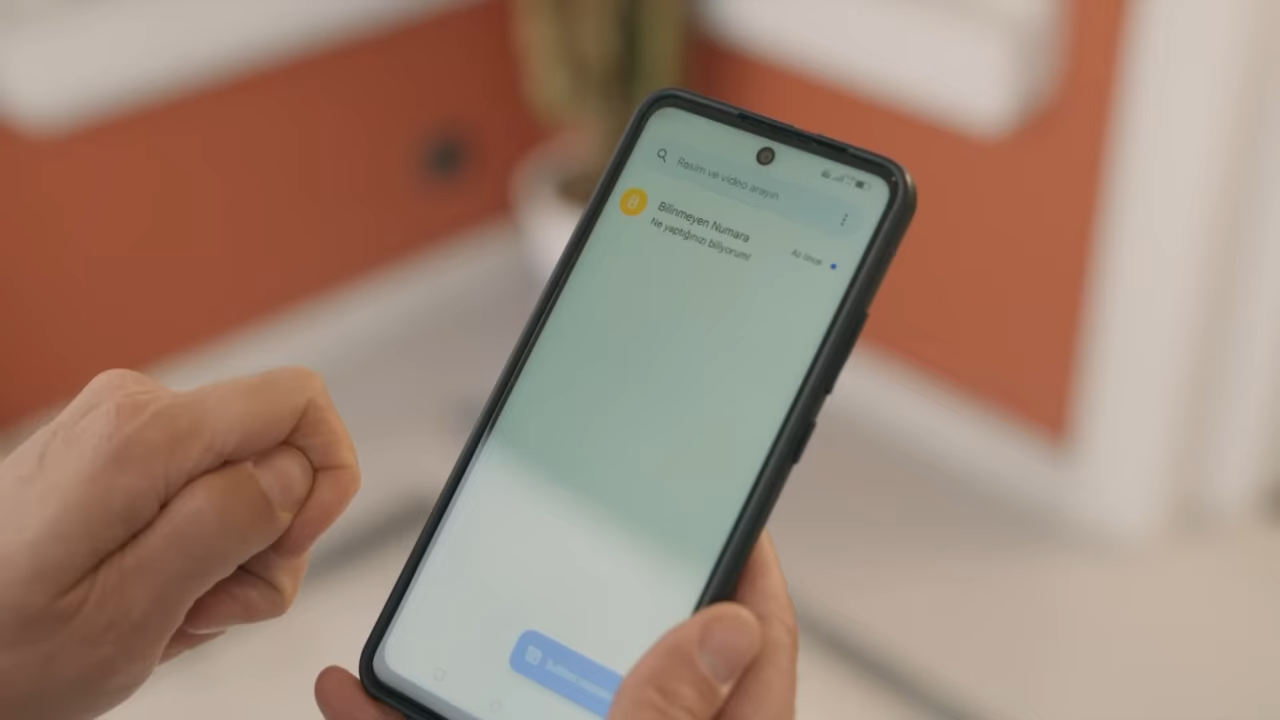 Resim ve video arayın
Bilinmeyen Numara
Ne yaptığınızı biliyorum!
Az önce